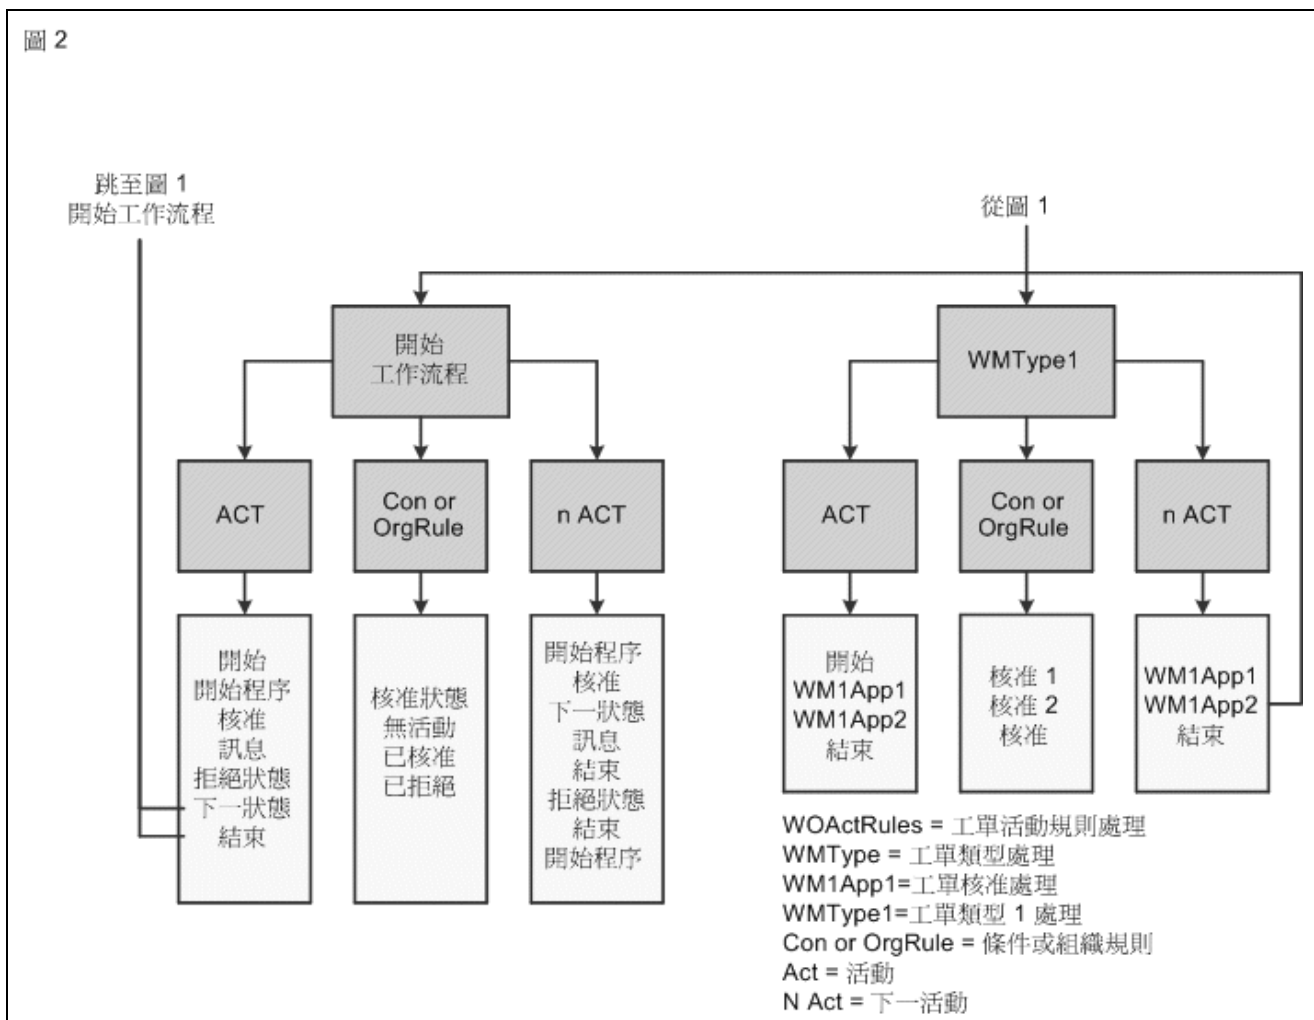 圖 2
跳至圖 1
開始工作流程
從圖 1
開始
工作流程
WMType1
ACT
Con or
OrgRule
n ACT
ACT
Con or
OrgRule
n ACT
開始
開始程序
核准
訊息
拒絕狀態
下一狀態
結束
核准狀態
無活動
已核准
已拒絕
開始程序
核准
下一狀態
訊息
結束
拒絕狀態
結束
開始程序
開始
WM1App1
WM1App2
結束
核准 1
核准 2
核准
WM1App1
WM1App2
結束
WOActRules = 工單活動規則處理
WMType = 工單類型處理
WM1App1=工單核准處理
WMType1=工單類型 1 處理
Con or OrgRule = 條件或組織規則
Act = 活動
N Act = 下一活動